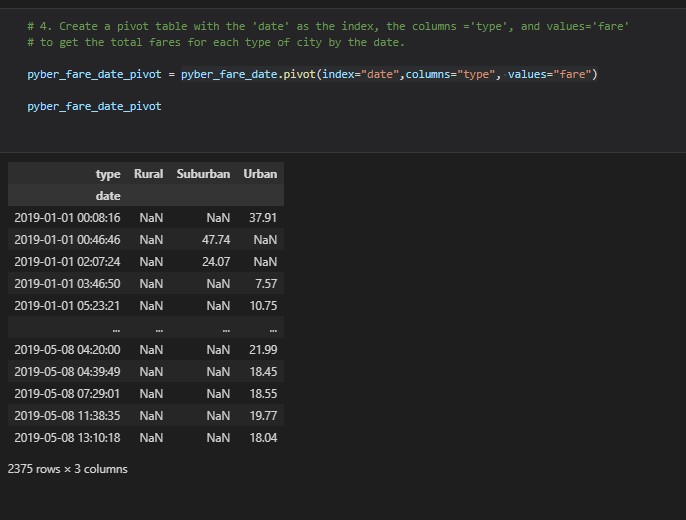 # 4. Create a pivot table with the 'date' as the index, the columns ='type', and values='fare'
# to get the total fares for each type of city by the date.
pyber_fare_date_pivot = pyber_fare_date.pivot(index="date",columns="type", values="fare")
pyber_fare_date_pivot
type Rural Suburban Urban
date
2019-01-01 00:08:16 NaN NaN 37.91
2019-01-01 00:46:46 NaN 47.74 NaN
2019-01-01 02:07:24 NaN 24.07 NaN
2019-01-01 03:46:50 NaN NaN 7.57
2019-01-01 05:23:21 NaN NaN 10.75
... ... ... ...
2019-05-08 04:20:00 NaN NaN 21.99
2019-05-08 04:39:49 NaN NaN 18.45
2019-05-08 07:29:01 NaN NaN 18.55
2019-05-08 11:38:35 NaN NaN 19.77
2019-05-08 13:10:18 NaN NaN 18.04
2375 rows × 3 columns